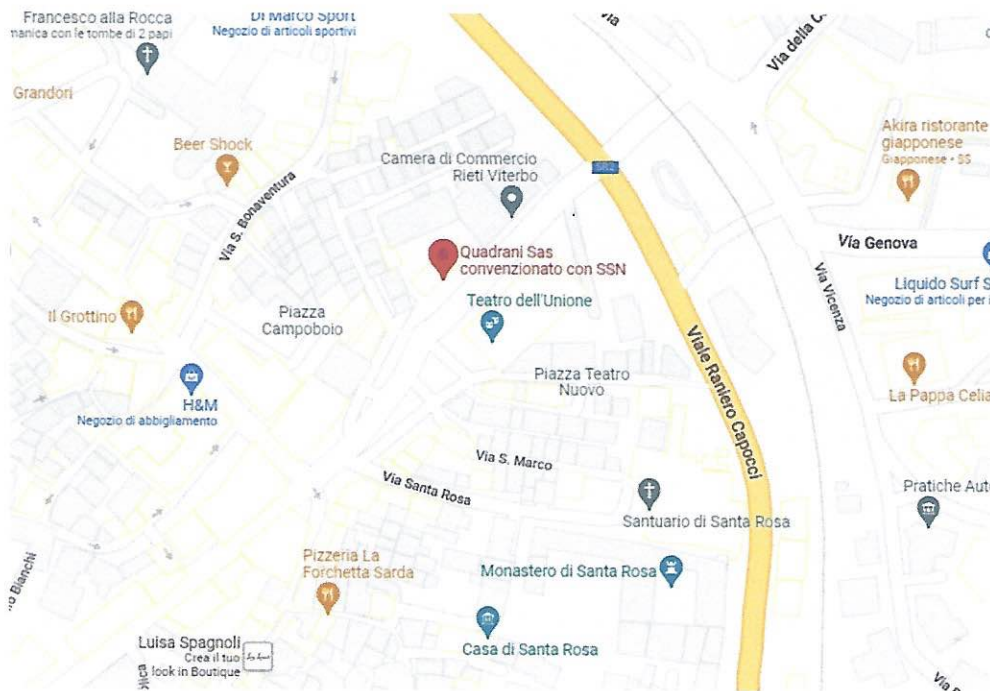 Francesco alla Rocca
manica con le tombe di 2 papi
Di Marco Sport
Negozio di articoli sportivi
Via
Via della C
Grandori
Beer Shock
Camera di Commercio
Rieti Viterbo
SR2
Akira ristorante
giapponese
Giapponese • $$
Via S. Bonaventura
Via Genova
Quadrani Sas
convenzionato con SSN
Via Vicenza
Liquido Surf S
Negozio di articoli per i
Teatro dell'Unione
Il Grottino
Piazza
Campoboio
Viale Raniero Capocci
Piazza Teatro
Nuovo
H&M
Negozio di abbigliamento
La Pappa Celia
Via S. Marco
Via Santa Rosa
Pratiche Aut
Santuario di Santa Rosa
Pizzeria La
Forchetta Sarda
Monastero di Santa Rosa
Bianchi
Casa di Santa Rosa
Luisa Spagnoli
Crea il tuo
look in Boutique